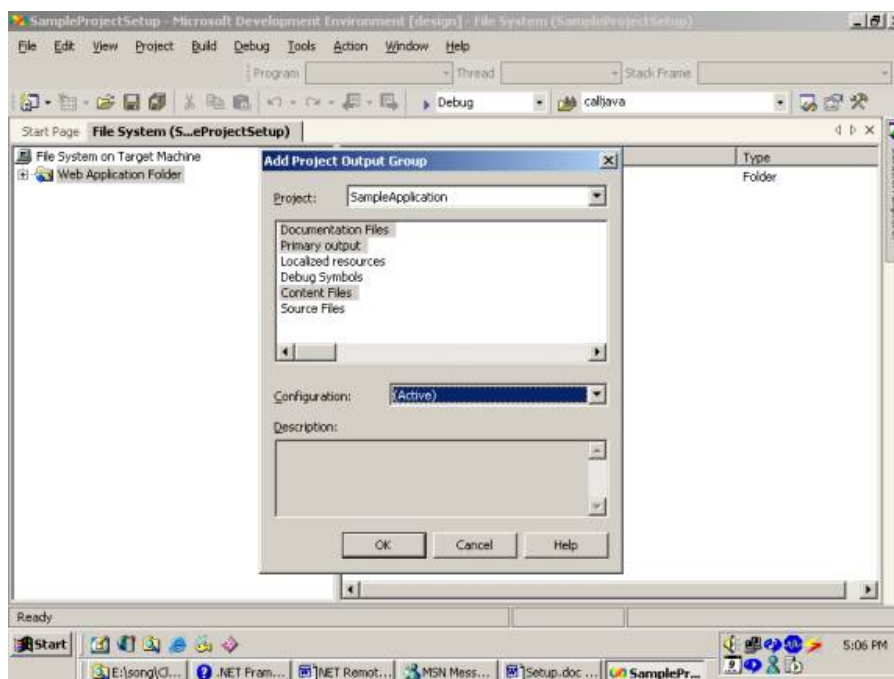 SampleProjectSetup - Microsoft Development Environment [design] - File System (SampleProjectSetup)
File Edit View Project Build Debug Tools Action Window Help
Program Thread Stack Frame
Debug calljava
Start Page File System (S...eProjectSetup)
File System on Target Machine
Web Application Folder
Type
Folder
Add Project Output Group
Project: SampleApplication
Documentation Files
Primary output
Localized resources
Debug Symbols
Content Files
Source Files
Configuration: (Active)
Description:
OK Cancel Help
Ready
Start 5:06 PM
E:\song\Cl... .NET Fram... .NET Remot... MSN Mess... Setup.doc ... SamplePr...